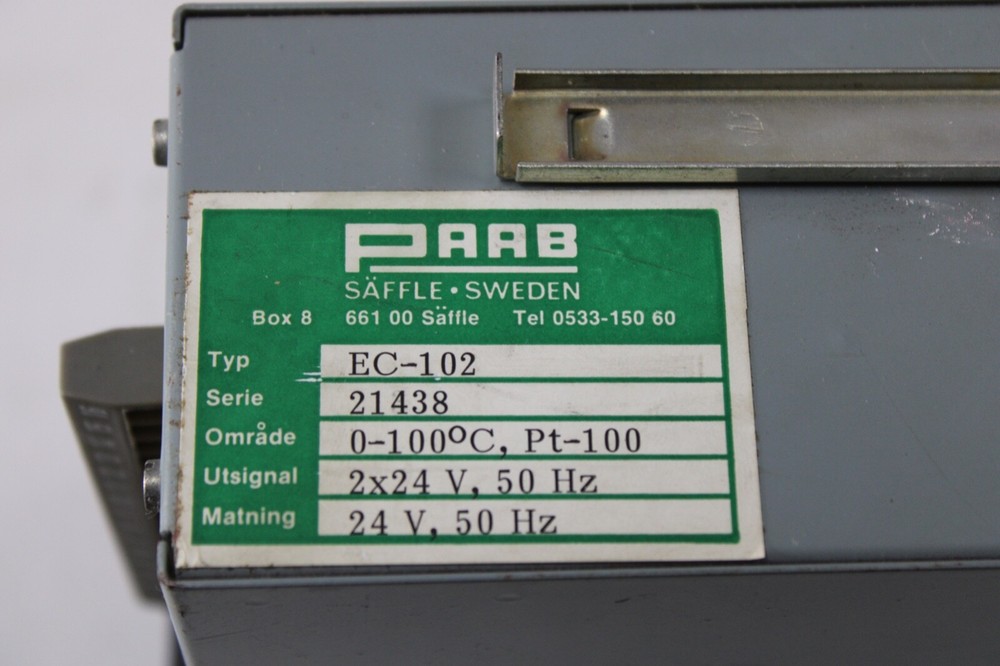 PAAB
SÄFFLE • SWEDEN
Box 8 661 00 Säffle Tel 0533-150 60
Typ EC-102
Serie 21438
Område 0-100°C, Pt-100
Utsignal 2x24 V, 50 Hz
Matning 24 V, 50 Hz